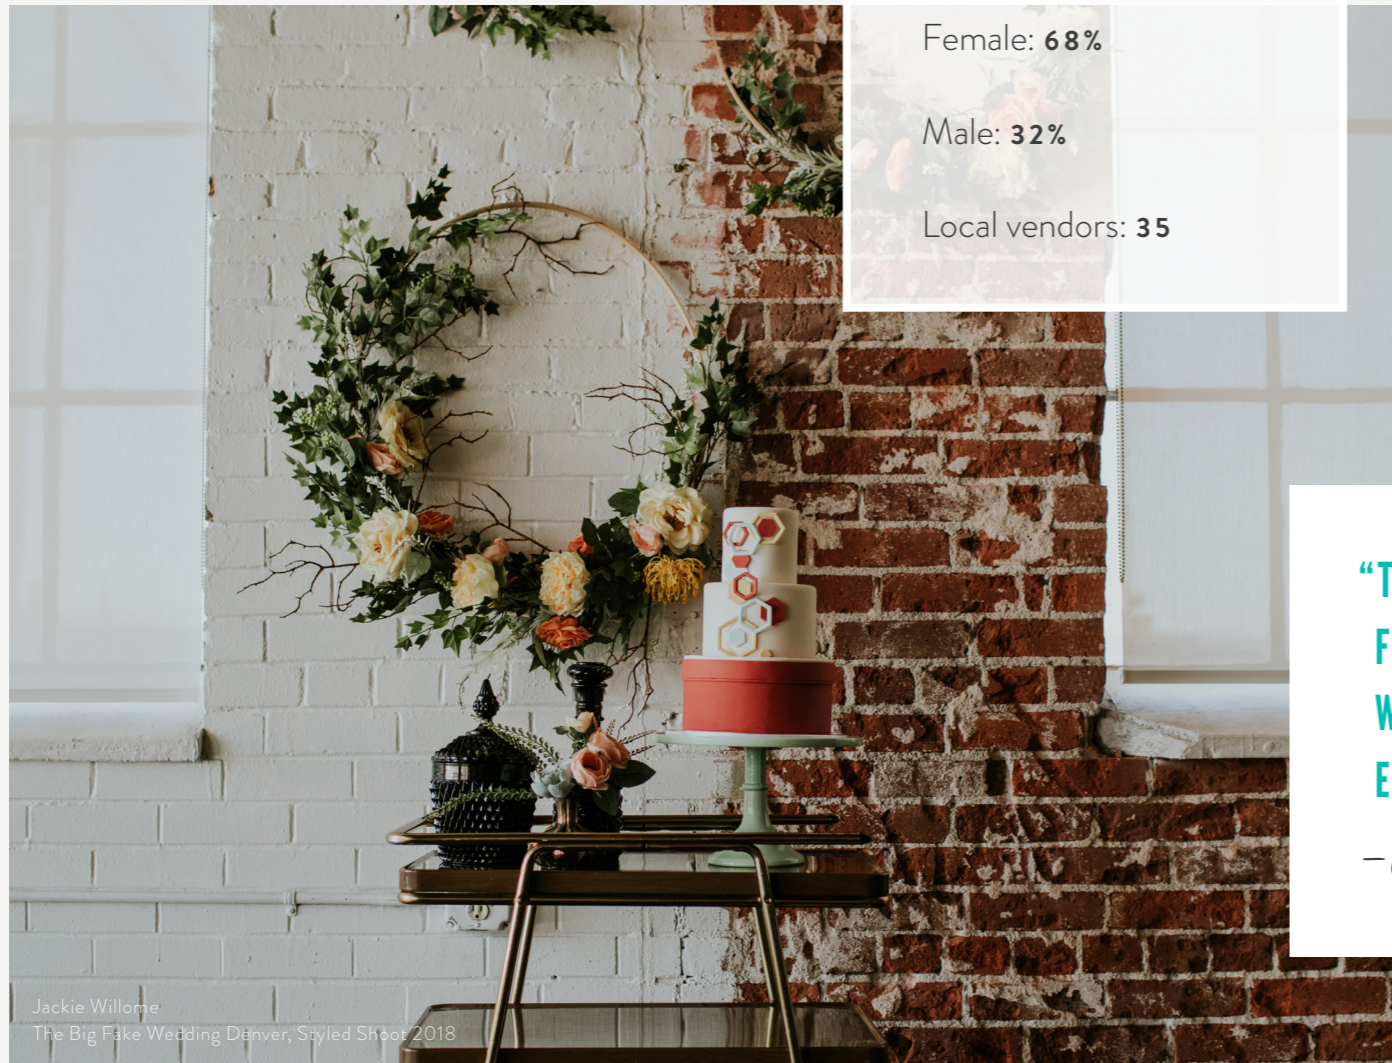 Female: 68%
Male: 32%
Local vendors: 35
“T
F
W
E
Jackie Willome
The Big Fake Wedding Denver, Styled Shoot 2018